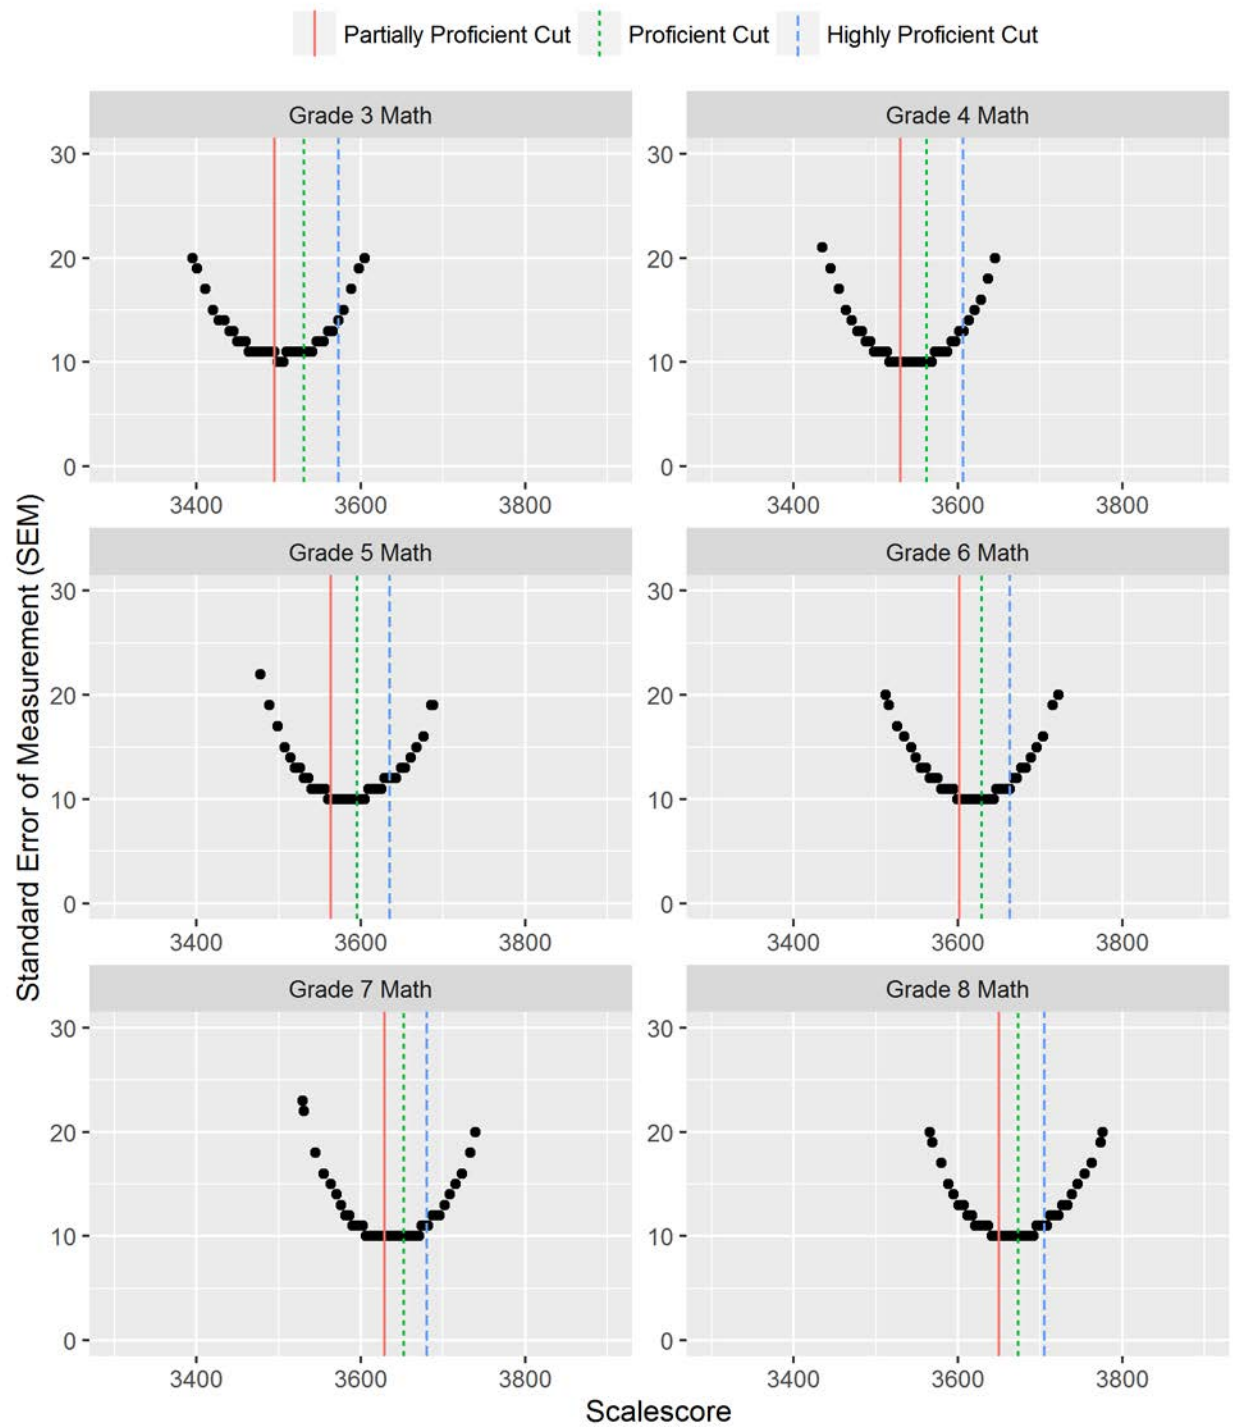 Partially Proficient Cut Proficient Cut Highly Proficient Cut
Grade 3 Math Grade 4 Math
30 30
20 20
10 10
0 0
3400 3600 3800 3400 3600 3800
Grade 5 Math Grade 6 Math
30 30
20 20
10 10
0 0
3400 3600 3800 3400 3600 3800
Grade 7 Math Grade 8 Math
30 30
20 20
10 10
0 0
3400 3600 3800 3400 3600 3800
Standard Error of Measurement (SEM)
Scalescore